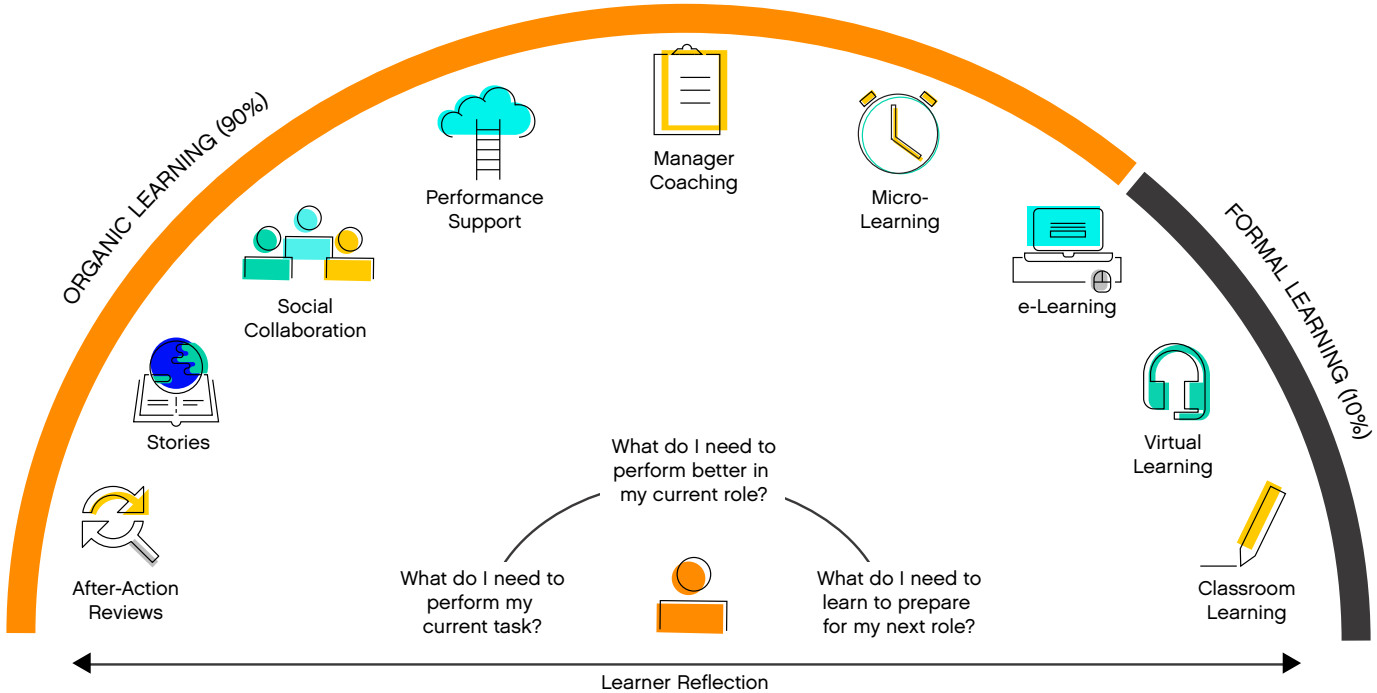 ORGANIC LEARNING (90%)
FORMAL LEARNING (10%)
After-Action
Reviews
Stories
Social
Collaboration
Performance
Support
Manager
Coaching
Micro-
Learning
e-Learning
Virtual
Learning
Classroom
Learning
What do I need to
perform my
current task?
What do I need to
perform better in
my current role?
What do I need to
learn to prepare
for my next role?
Learner Reflection